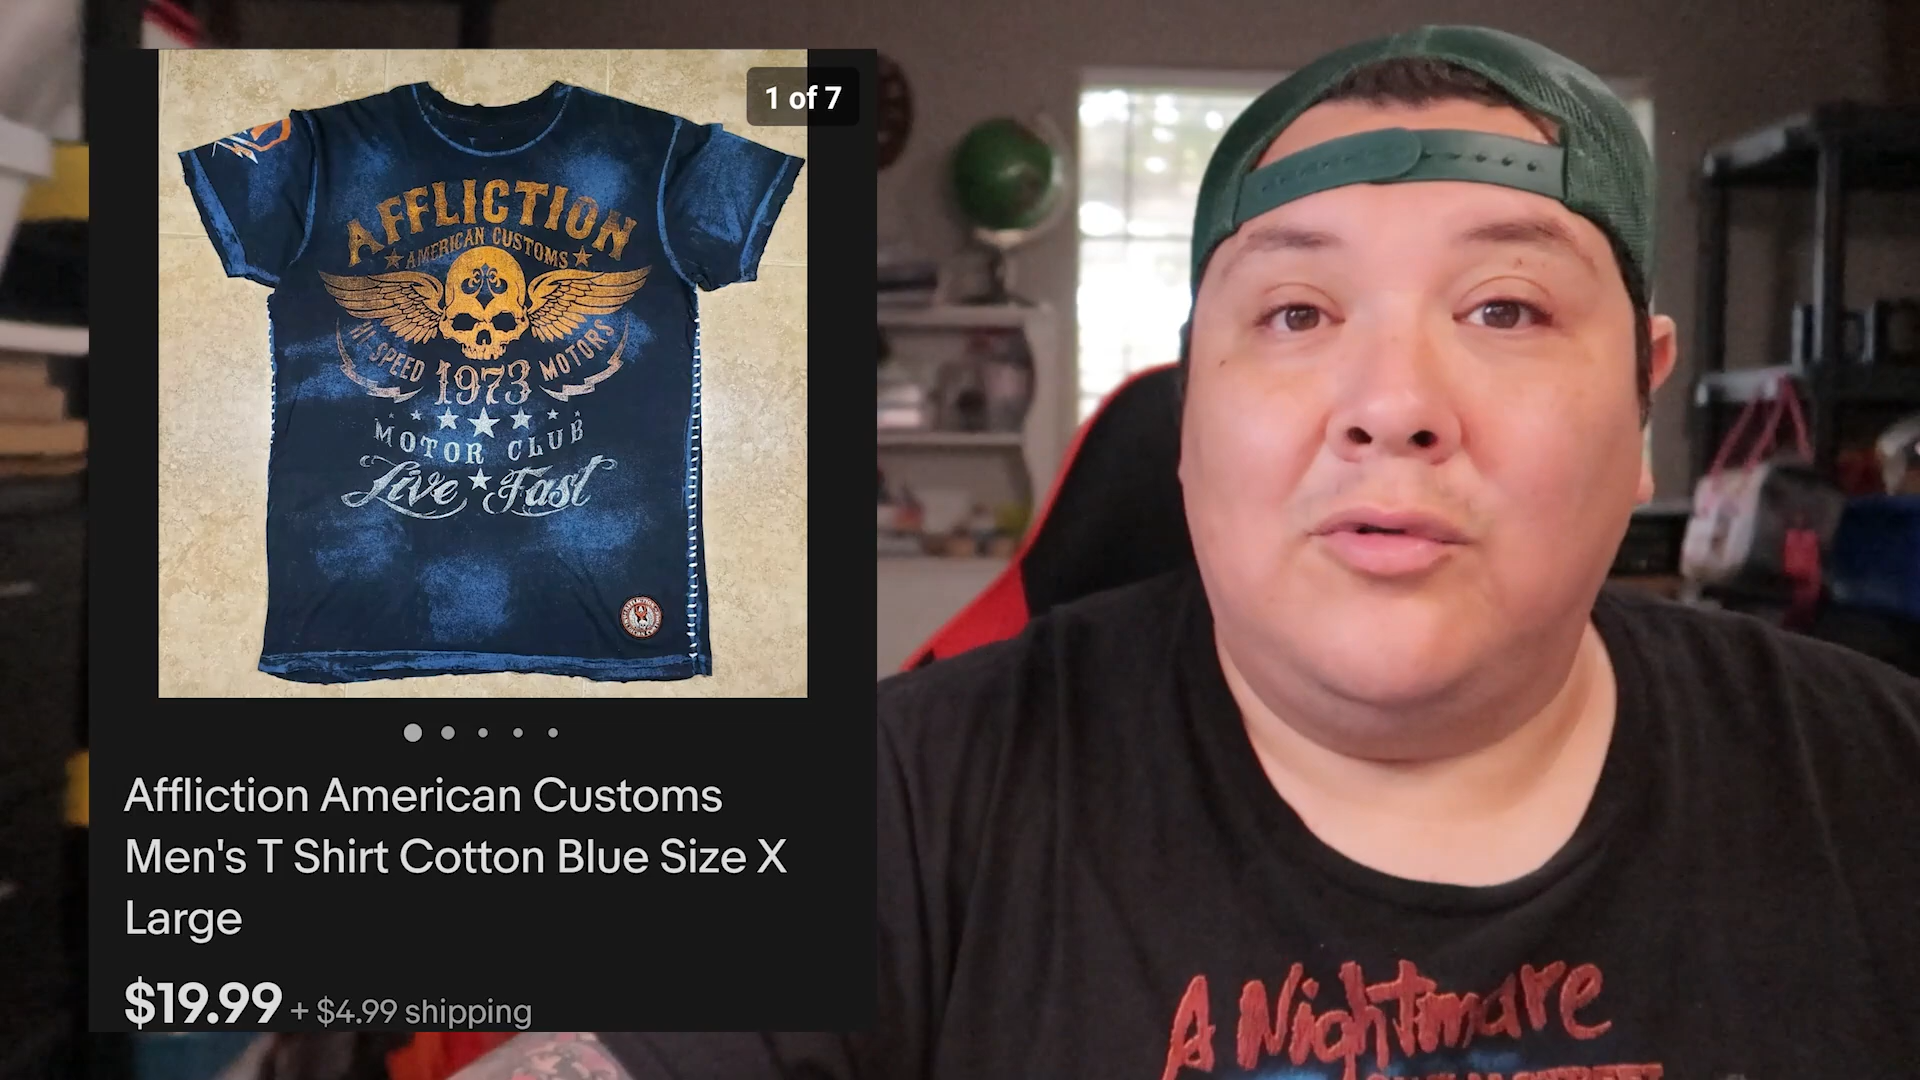 1 of 7
AFFLICTION
AMERICAN CUSTOMS
HI SPEED 1973 MOTORS
MOTOR CLUB
Live Fast
Affliction American Customs
Men's T Shirt Cotton Blue Size X
Large
$19.99 + $4.99 shipping
A Nightmare